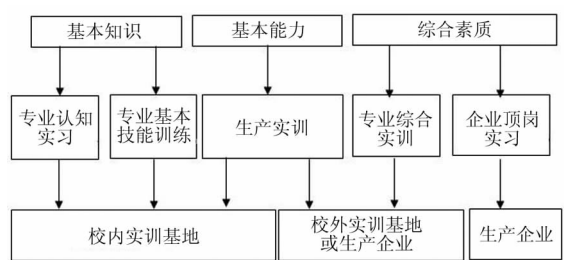 基本知识
基本能力
综合素质
专业认知
实习
专业基本
技能训练
生产实训
专业综合
实训
企业顶岗
实习
校内实训基地
校外实训基地
或生产企业
生产企业